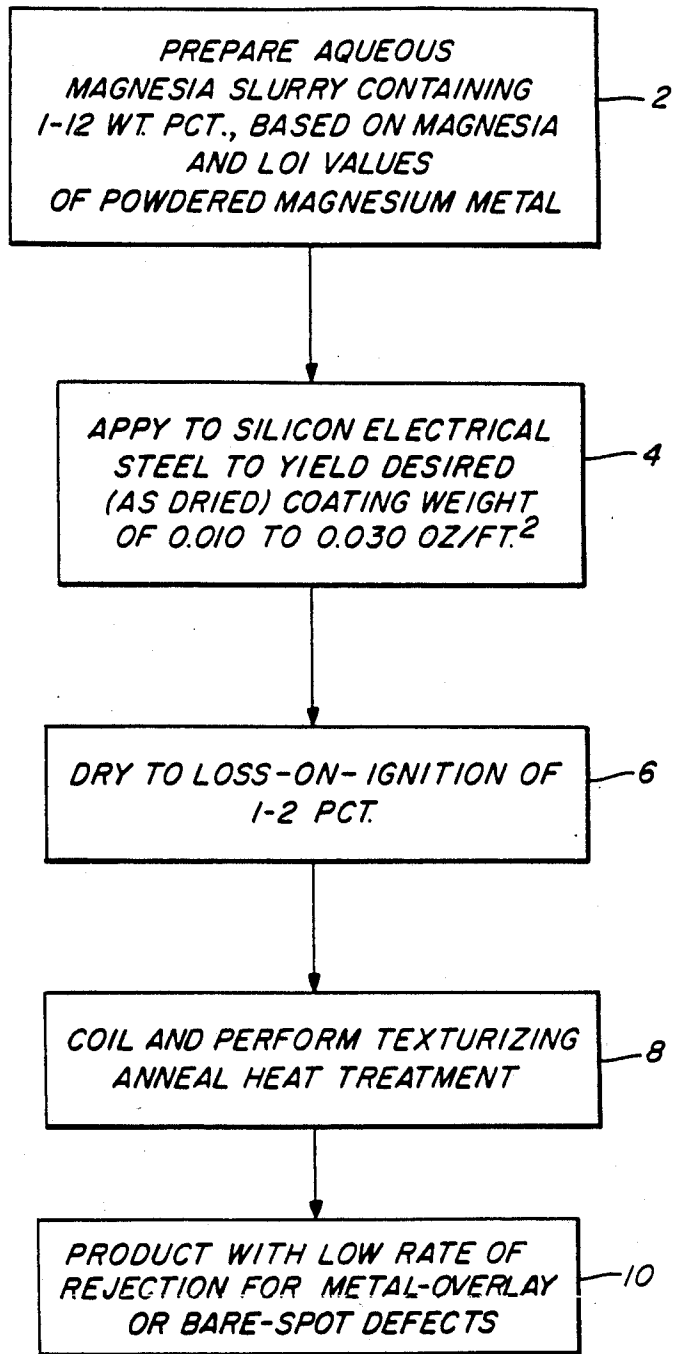 PREPARE AQUEOUS
MAGNESIA SLURRY CONTAINING
1-12 WT. PCT., BASED ON MAGNESIA
AND LOI VALUES
OF POWDERED MAGNESIUM METAL
2
APPY TO SILICON ELECTRICAL
STEEL TO YIELD DESIRED
(AS DRIED) COATING WEIGHT
OF 0.010 TO 0.030 OZ/FT.²
4
DRY TO LOSS-ON-IGNITION OF
1-2 PCT.
6
COIL AND PERFORM TEXTURIZING
ANNEAL HEAT TREATMENT
8
PRODUCT WITH LOW RATE OF
REJECTION FOR METAL-OVERLAY
OR BARE-SPOT DEFECTS
10